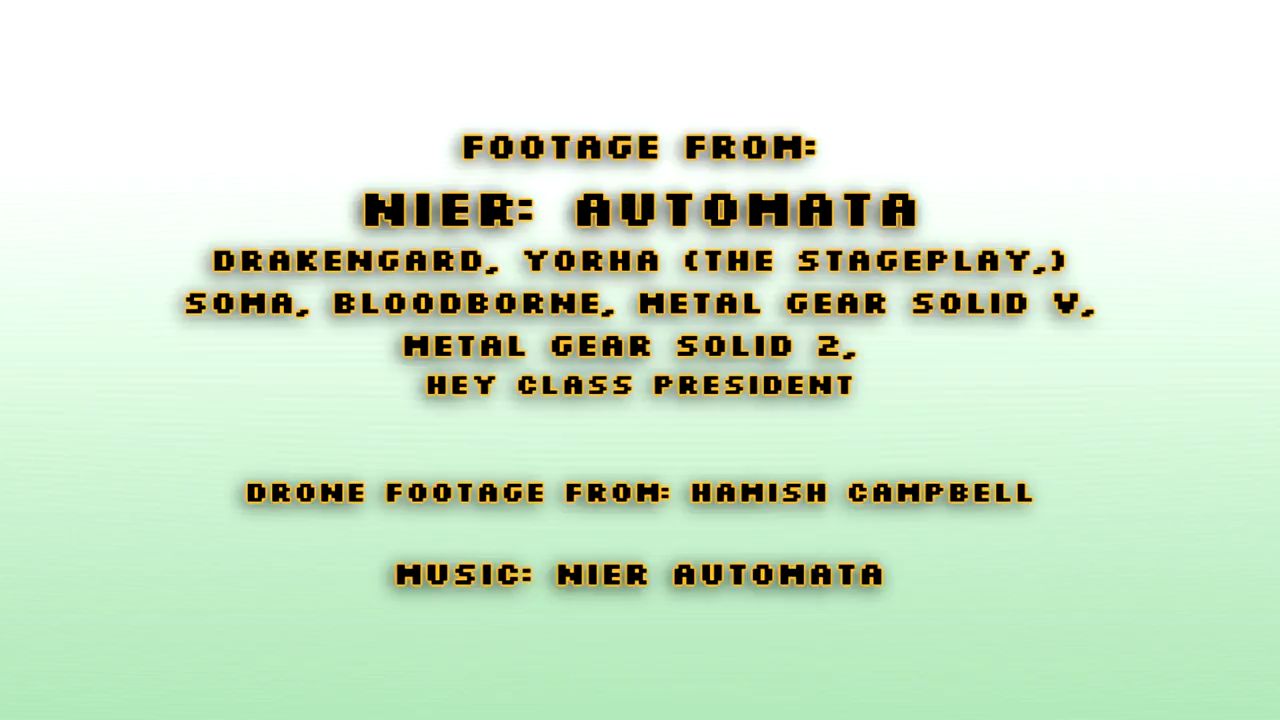 FOOTAGE FROM:
NIER: AUTOMATA
DRAKENGARD, YORHA (THE STAGEPLAY,)
SOMA, BLOODBORNE, METAL GEAR SOLID V,
METAL GEAR SOLID 2,
HEY CLASS PRESIDENT
DRONE FOOTAGE FROM: HAMISH CAMPBELL
MUSIC: NIER AUTOMATA